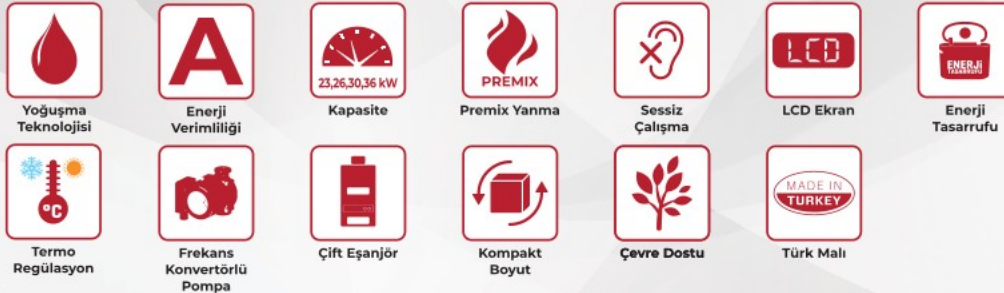 A
23,26,30,36 kW
PREMIX
LCD
ENERJİ
TASARRUFU
Yoğuşma
Teknolojisi
Enerji
Verimliliği
Kapasite
Premix Yanma
Sessiz
Çalışma
LCD Ekran
Enerji
Tasarrufu
°C
MADE IN
TURKEY
Termo
Regülasyon
Frekans
Konvertörlü
Pompa
Çift Eşanjör
Kompakt
Boyut
Çevre Dostu
Türk Malı